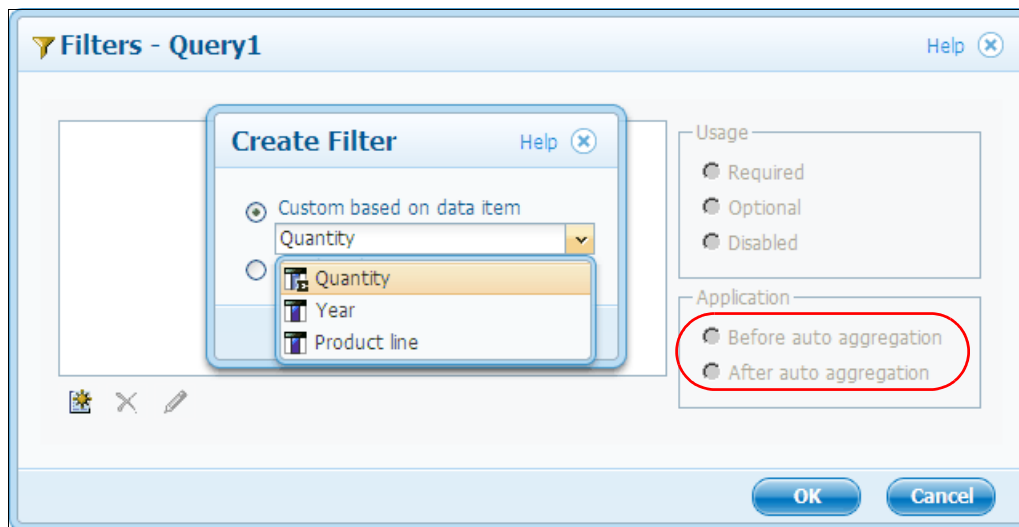 Filters - Query1
Help
Create Filter
Help
Custom based on data item
Quantity
Quantity
Year
Product line
Usage
Required
Optional
Disabled
Application
Before auto aggregation
After auto aggregation
OK
Cancel